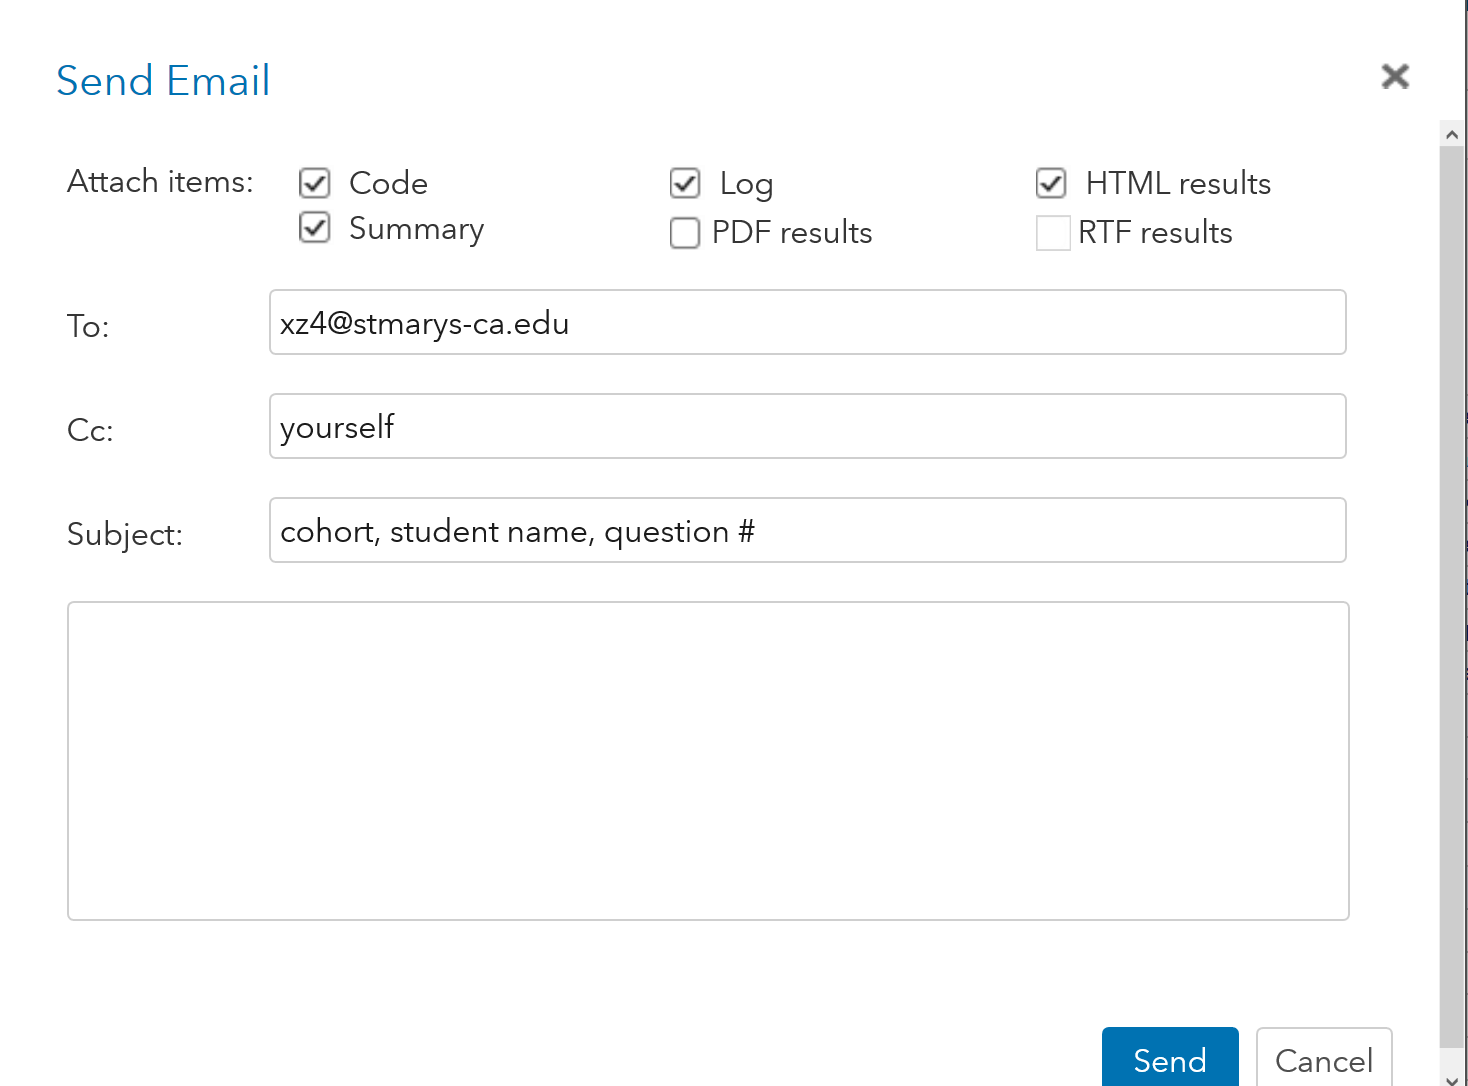 Send Email
Attach items: Code Log HTML results
Summary PDF results RTF results
To: xz4@stmarys-ca.edu
Cc: yourself
Subject: cohort, student name, question #
Send Cancel